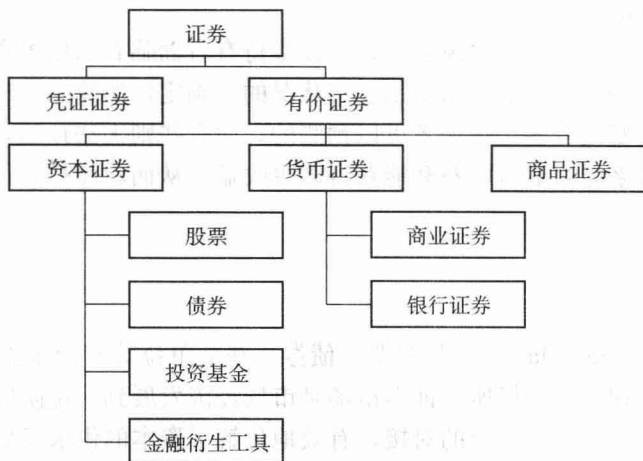 证券
凭证证券
有价证券
资本证券
货币证券
商品证券
股票
商业证券
债券
银行证券
投资基金
金融衍生工具